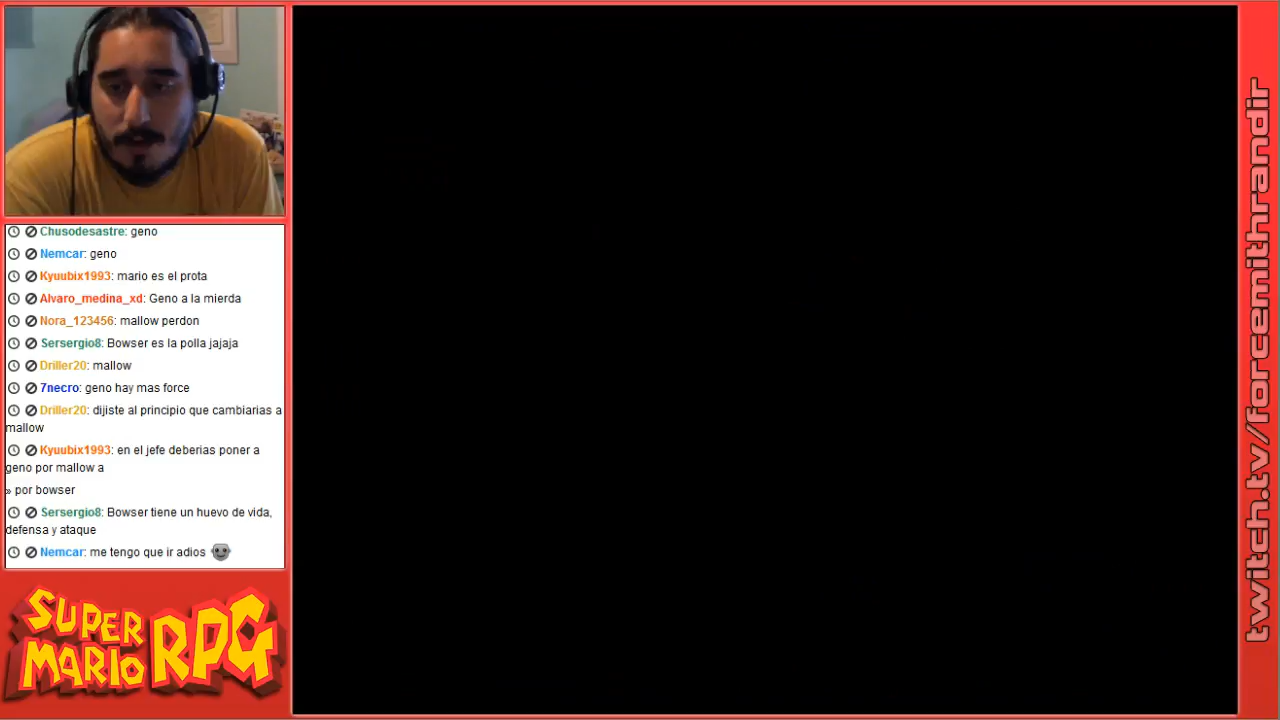 Chusodesastre: geno
Nemcar: geno
Kyuubix1993: mario es el prota
Alvaro_medina_xd: Geno a la mierda
Nora_123456: mallow perdon
Sersergio8: Bowser es la polla jajaja
Driller20: mallow
7necro: geno hay mas force
Driller20: dijiste al principio que cambiarias a
mallow
Kyuubix1993: en el jefe deberias poner a
geno por mallow a
» por bowser
Sersergio8: Bowser tiene un huevo de vida,
defensa y ataque
Nemcar: me tengo que ir adios
SUPER
MARIO
RPG
twitch.tv/forcemithrandir